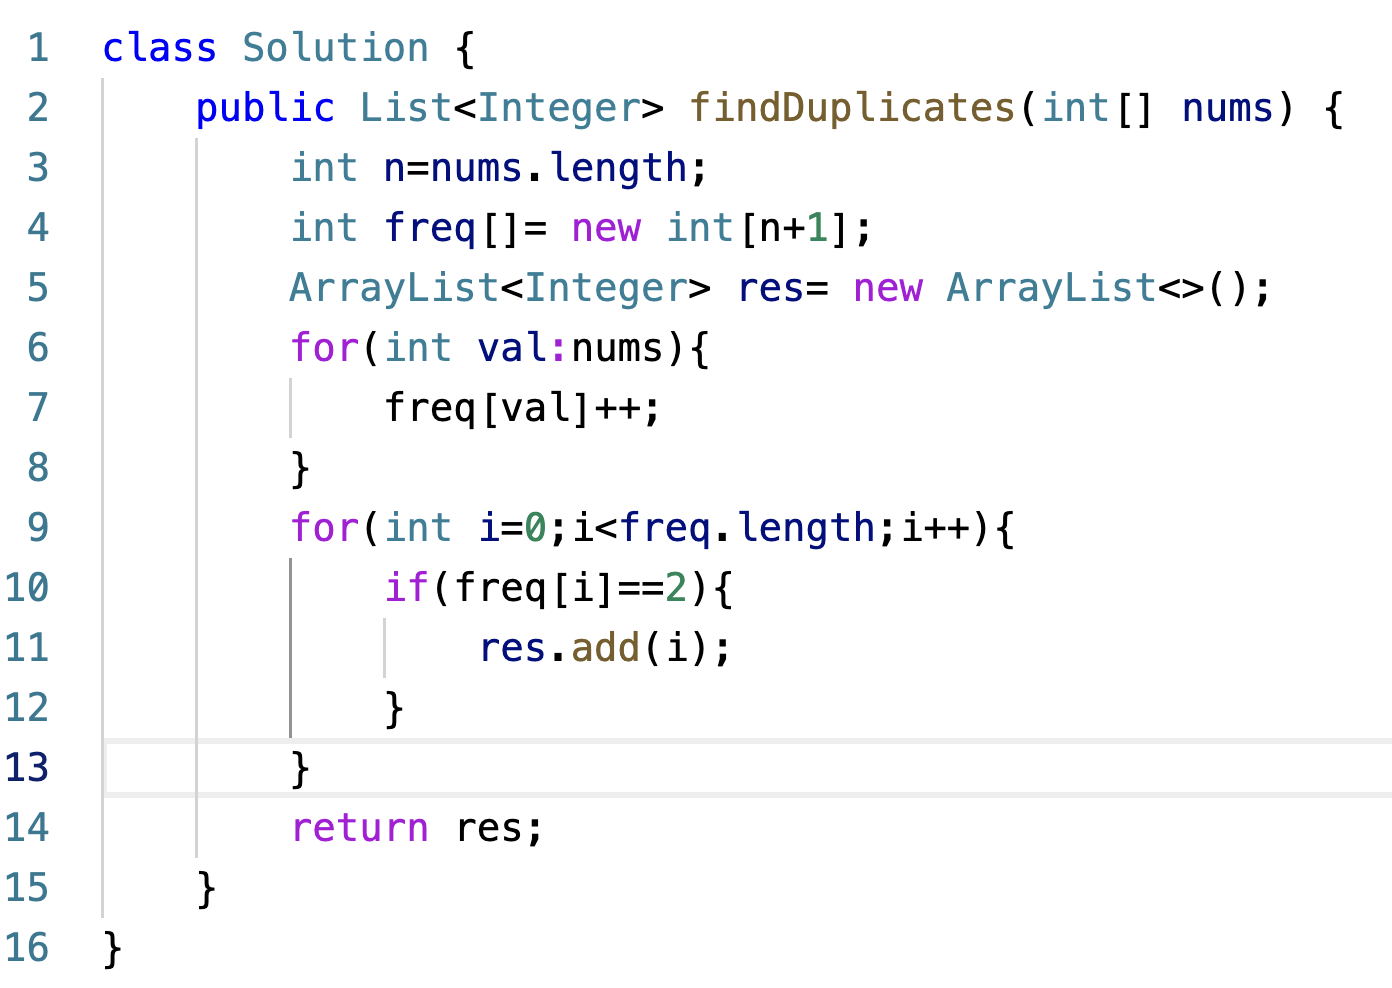 1 class Solution {
2 public List<Integer> findDuplicates(int[] nums) {
3 int n=nums.length;
4 int freq[]= new int[n+1];
5 ArrayList<Integer> res= new ArrayList<>();
6 for(int val:nums){
7 freq[val]++;
8 }
9 for(int i=0;i<freq.length;i++){
10 if(freq[i]==2){
11 res.add(i);
12 }
13 }
14 return res;
15 }
16 }